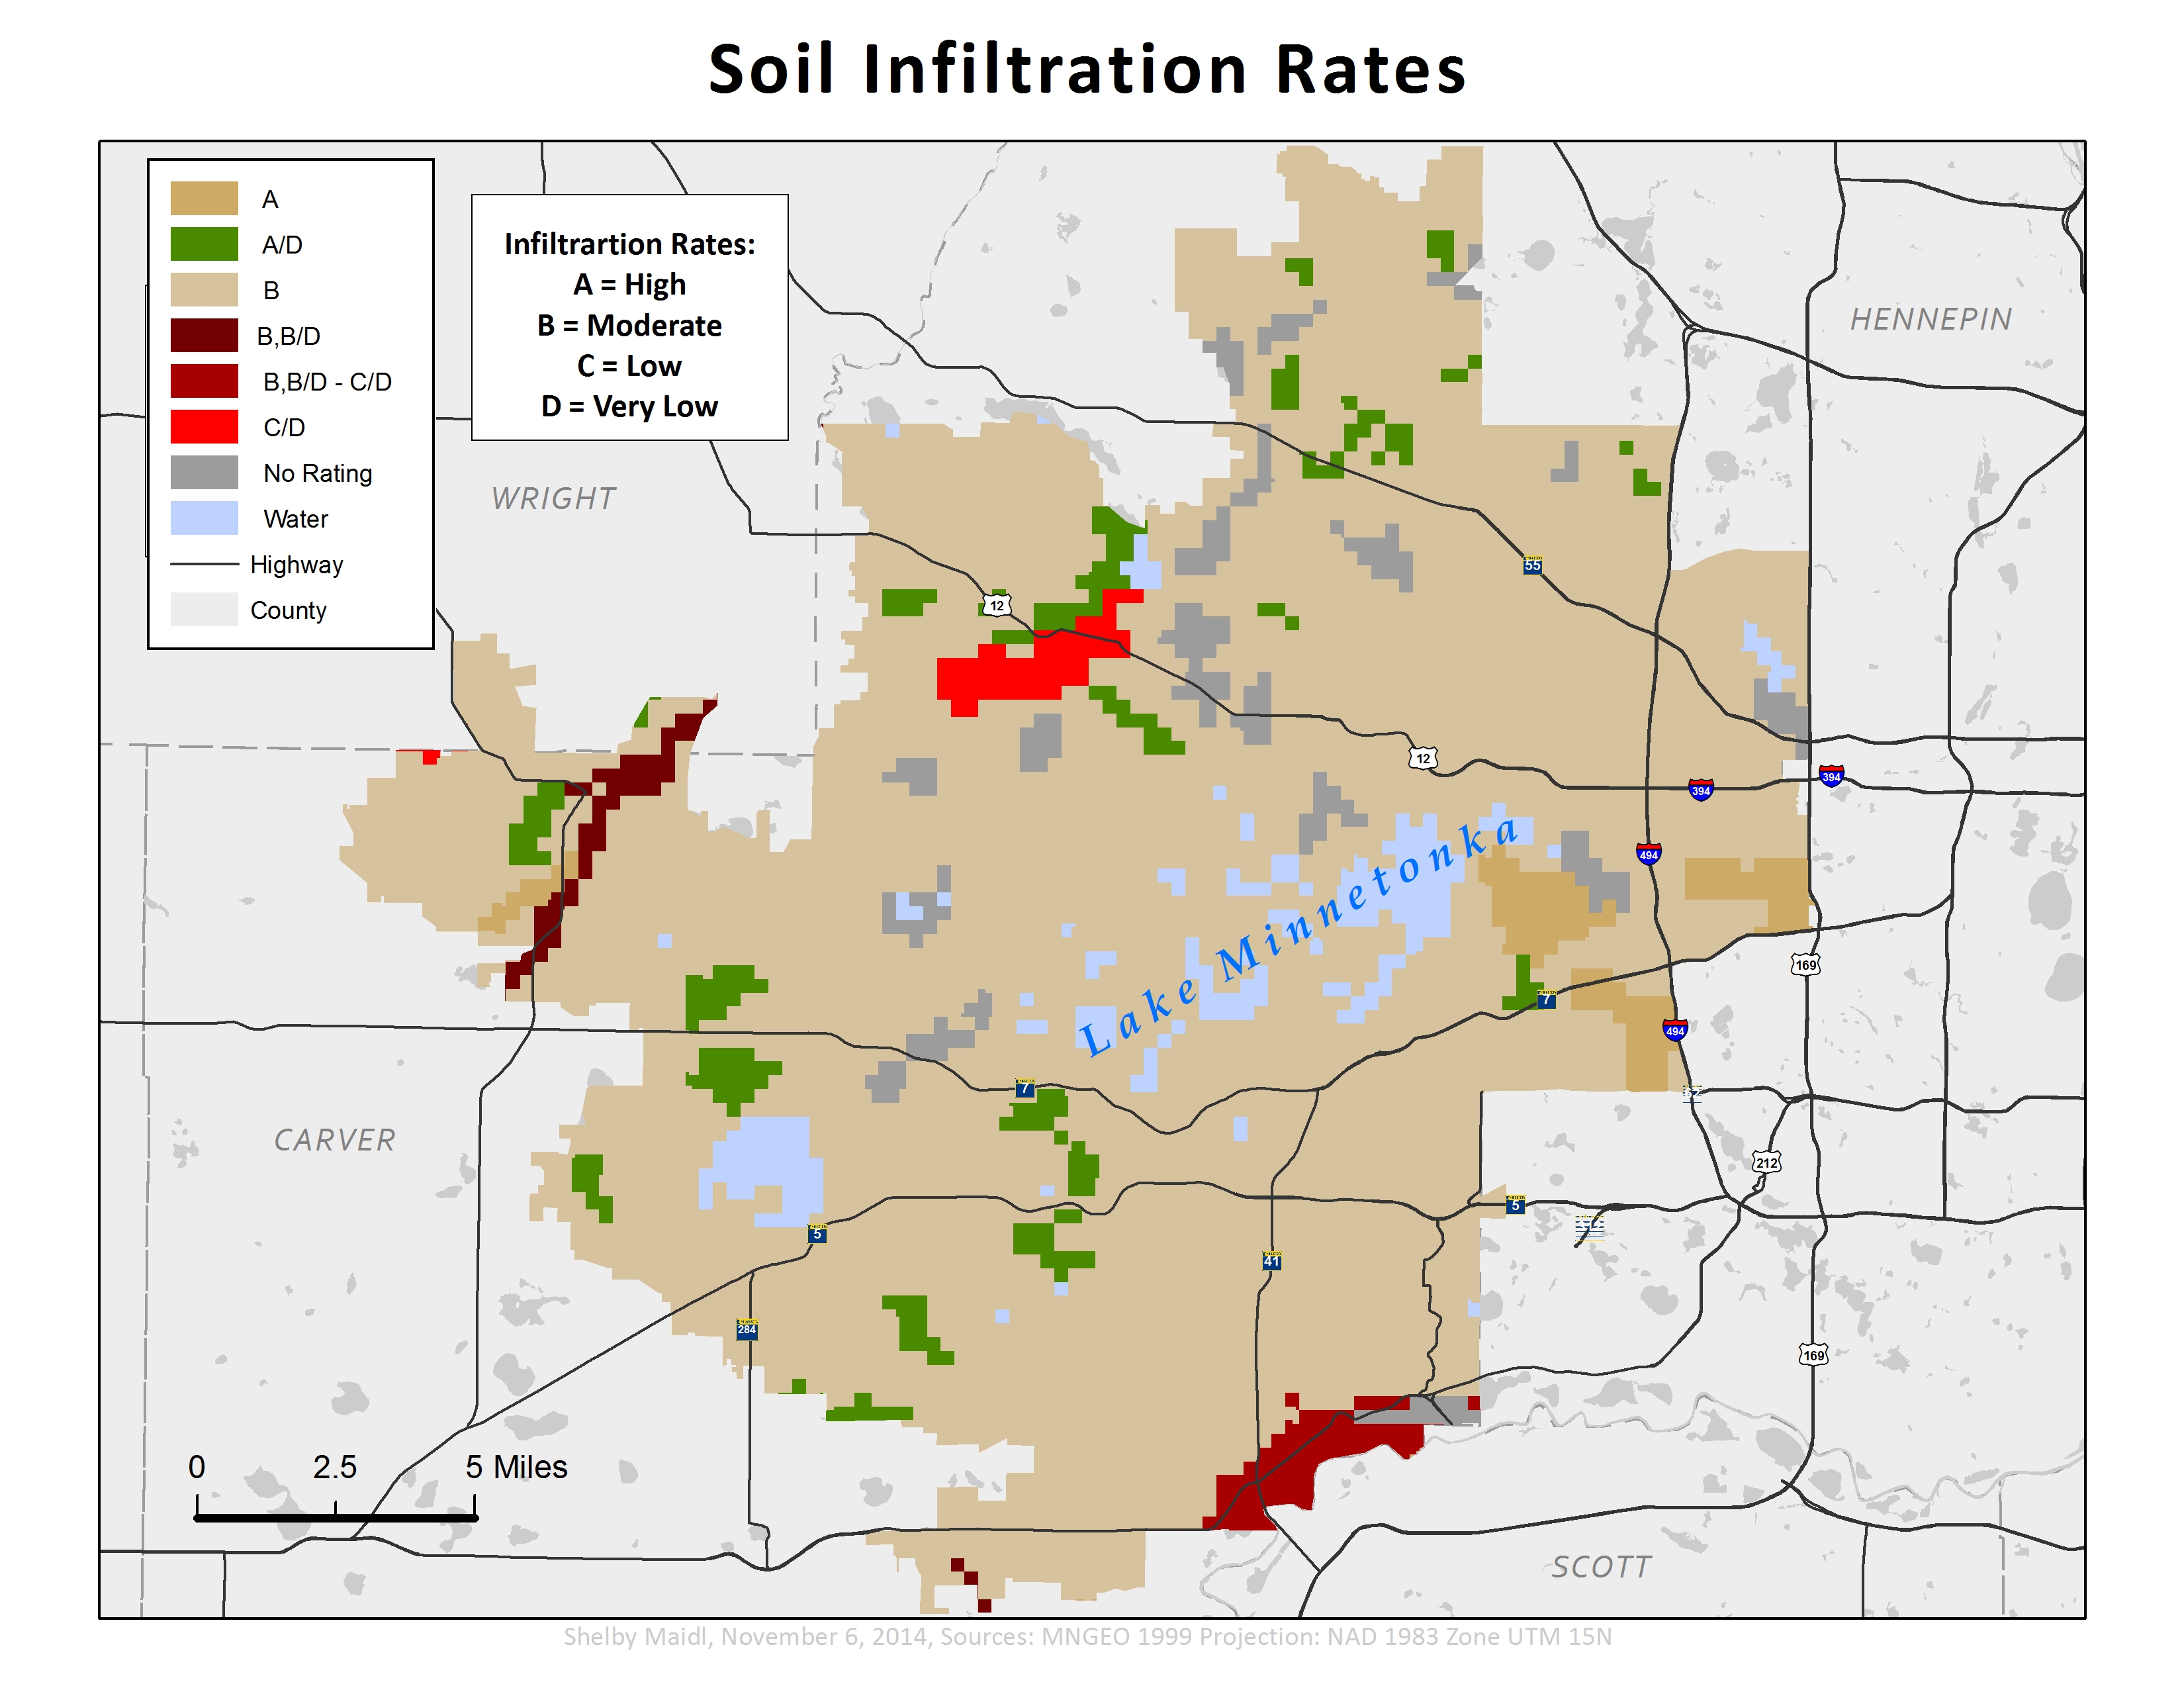 Soil Infiltration Rates
A
A/D
B
B,B/D
B,B/D - C/D
C/D
No Rating
Water
Highway
County
Infiltrartion Rates:
A = High
B = Moderate
C = Low
D = Very Low
HENNEPIN
WRIGHT
55
12
12
394
394
Lake Minnetonka
494
169
7
494
7
62
CARVER
212
5
5
41
284
169
0 2.5 5 Miles
SCOTT
Shelby Maidl, November 6, 2014, Sources: MNGEO 1999 Projection: NAD 1983 Zone UTM 15N